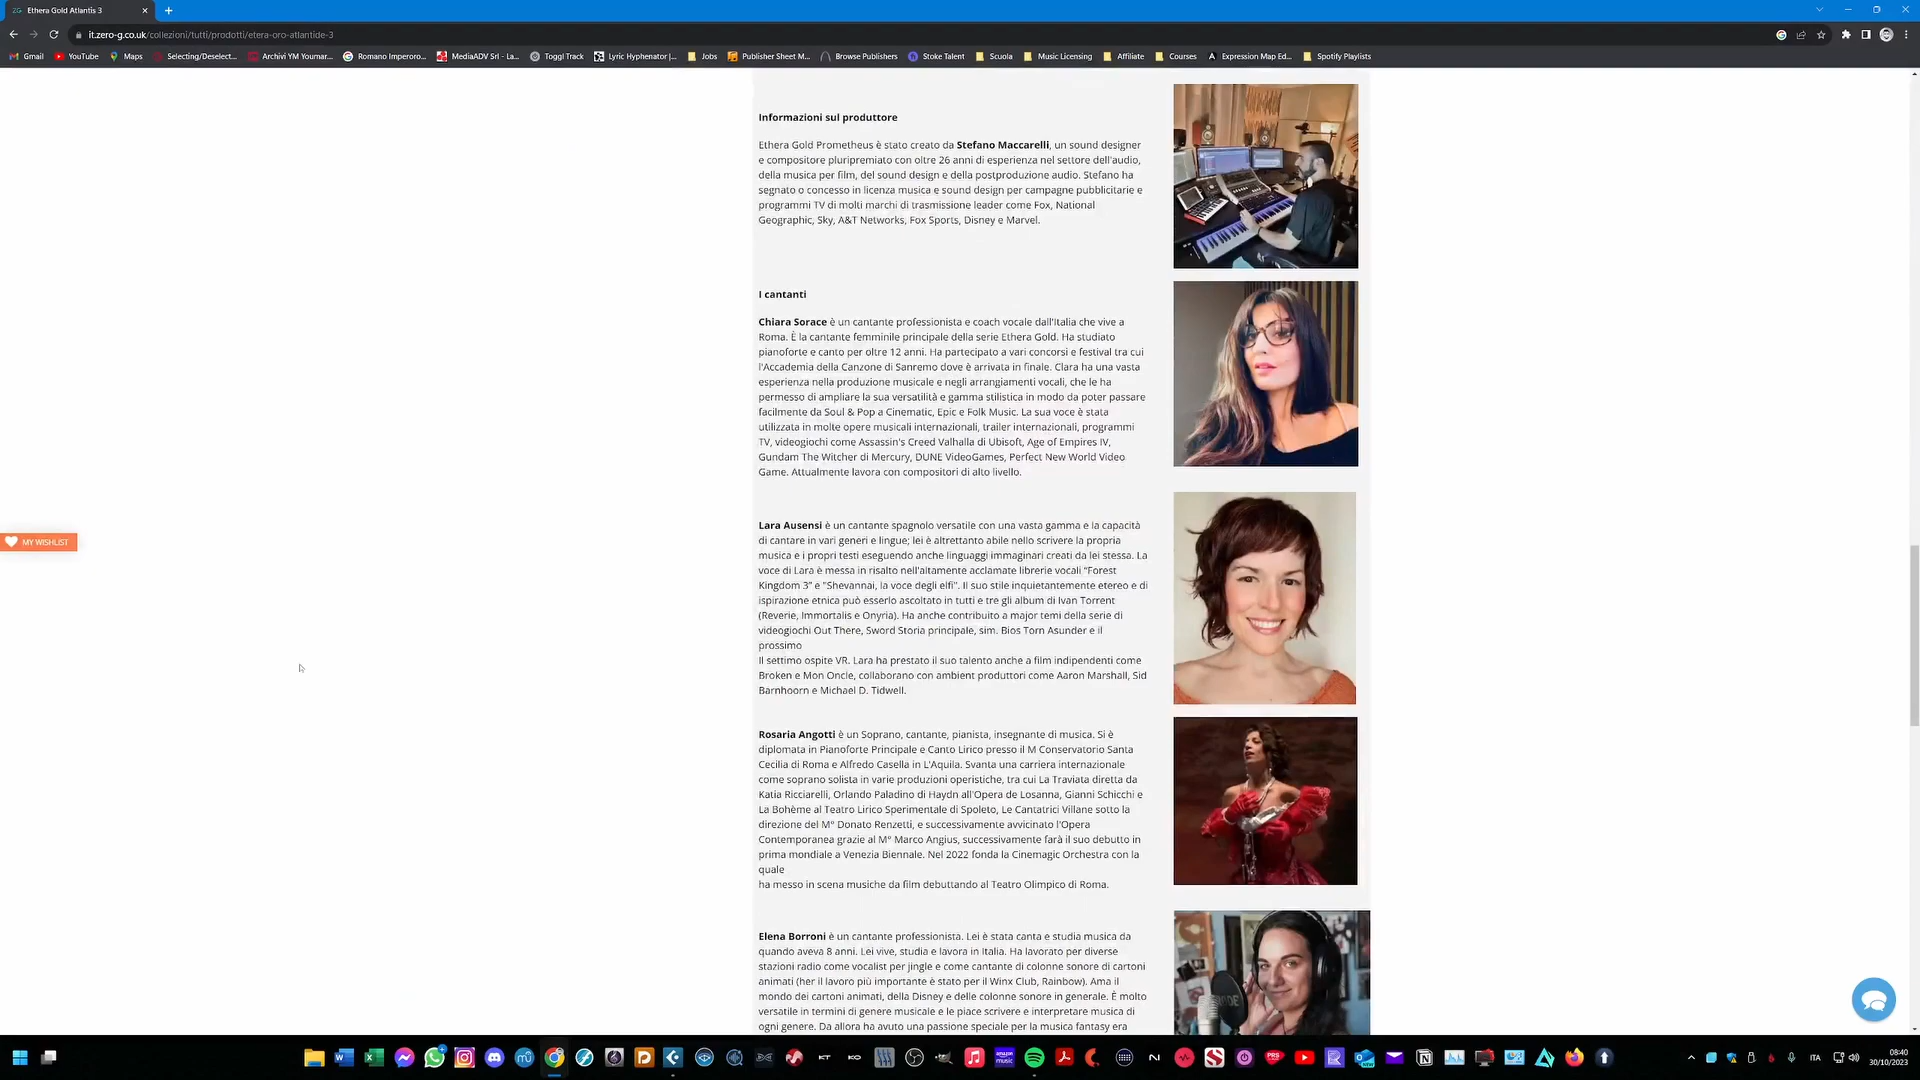 Ethera Gold Atlantis 3
it.zero-g.co.uk/collezioni/tutti/prodotti/etera-oro-atlantide-3
Gmail
YouTube
Maps
Selecting/Deselect...
Archivi YM Youmar...
Romano Imperoro...
MediaADV Srl - La...
Toggl Track
Lyric Hyphenator |...
Jobs
Publisher Sheet M...
Browse Publishers
Stoke Talent
Scuola
Music Licensing
Affiliate
Courses
Expression Map Ed...
Spotify Playlists
Informazioni sul produttore
Ethera Gold Prometheus è stato creato da Stefano Maccarelli, un sound designer
e compositore pluripremiato con oltre 26 anni di esperienza nel settore dell'audio,
della musica per film, del sound design e della postproduzione audio. Stefano ha
segnato o concesso in licenza musica e sound design per campagne pubblicitarie e
programmi TV di molti marchi di trasmissione leader come Fox, National
Geographic, Sky, A&T Networks, Fox Sports, Disney e Marvel.
I cantanti
Chiara Sorace è un cantante professionista e coach vocale dall'Italia che vive a
Roma. È la cantante femminile principale della serie Ethera Gold. Ha studiato
pianoforte e canto per oltre 12 anni. Ha partecipato a vari concorsi e festival tra cui
l'Accademia della Canzone di Sanremo dove è arrivata in finale. Clara ha una vasta
esperienza nella produzione musicale e negli arrangiamenti vocali, che le ha
permesso di ampliare la sua versatilità e gamma stilistica in modo da poter passare
facilmente da Soul & Pop a Cinematic, Epic e Folk Music. La sua voce è stata
utilizzata in molte opere musicali internazionali, trailer internazionali, programmi
TV, videogiochi come Assassin's Creed Valhalla di Ubisoft, Age of Empires IV,
Gundam The Witcher di Mercury, DUNE VideoGames, Perfect New World Video
Game. Attualmente lavora con compositori di alto livello.
MY WISHLIST
Lara Ausensi è un cantante spagnolo versatile con una vasta gamma e la capacità
di cantare in vari generi e lingue; lei è altrettanto abile nello scrivere la propria
musica e i propri testi eseguendo anche linguaggi immaginari creati da lei stessa. La
voce di Lara è messa in risalto nell'altamente acclamate librerie vocali "Forest
Kingdom 3" e "Shevannai, la voce degli elfi". Il suo stile inquietantemente etereo e di
ispirazione etnica può esserlo ascoltato in tutti e tre gli album di Ivan Torrent
(Reverie, Immortalis e Onyria). Ha anche contribuito a major temi della serie di
videogiochi Out There, Sword Storia principale, sim. Bios Torn Asunder e il
prossimo
Il settimo ospite VR. Lara ha prestato il suo talento anche a film indipendenti come
Broken e Mon Oncle, collaborano con ambient produttori come Aaron Marshall, Sid
Barnhoorn e Michael D. Tidwell.
Rosaria Angotti è un Soprano, cantante, pianista, insegnante di musica. Si è
diplomata in Pianoforte Principale e Canto Lirico presso il M Conservatorio Santa
Cecilia di Roma e Alfredo Casella in L'Aquila. Svanta una carriera internazionale
come soprano solista in varie produzioni operistiche, tra cui La Traviata diretta da
Katia Ricciarelli, Orlando Paladino di Haydn all'Opera de Losanna, Gianni Schicchi e
La Bohème al Teatro Lirico Sperimentale di Spoleto, Le Cantatrici Villane sotto la
direzione del M° Donato Renzetti, e successivamente avvicinato l'Opera
Contemporanea grazie al M° Marco Angius, successivamente farà il suo debutto in
prima mondiale a Venezia Biennale. Nel 2022 fonda la Cinemagic Orchestra con la
quale
ha messo in scena musiche da film debuttando al Teatro Olimpico di Roma.
Elena Borroni è un cantante professionista. Lei è stata canta e studia musica da
quando aveva 8 anni. Lei vive, studia e lavora in Italia. Ha lavorato per diverse
stazioni radio come vocalist per jingle e come cantante di colonne sonore di cartoni
animati (her il lavoro più importante è stato per il Winx Club, Rainbow). Ama il
mondo dei cartoni animati, della Disney e delle colonne sonore in generale. È molto
versatile in termini di genere musicale e le piace scrivere e interpretare musica di
ogni genere. Da allora ha avuto una passione speciale per la musica fantasy era
ITA
08:40
30/10/2023